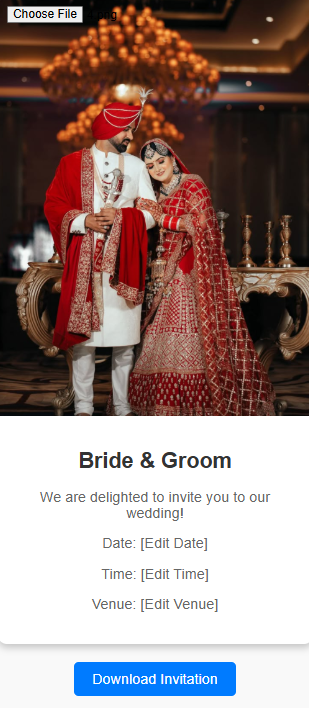 Choose File
Bride & Groom
We are delighted to invite you to our
wedding!
Date: [Edit Date]
Time: [Edit Time]
Venue: [Edit Venue]
Download Invitation